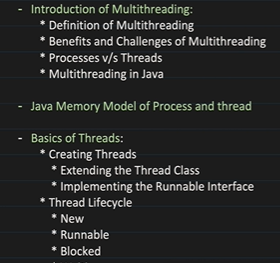 - Introduction of Multithreading:
* Definition of Multithreading
* Benefits and Challenges of Multithreading
* Processes v/s Threads
* Multithreading in Java
- Java Memory Model of Process and thread
- Basics of Threads:
* Creating Threads
* Extending the Thread Class
* Implementing the Runnable Interface
* Thread Lifecycle
* New
* Runnable
* Blocked